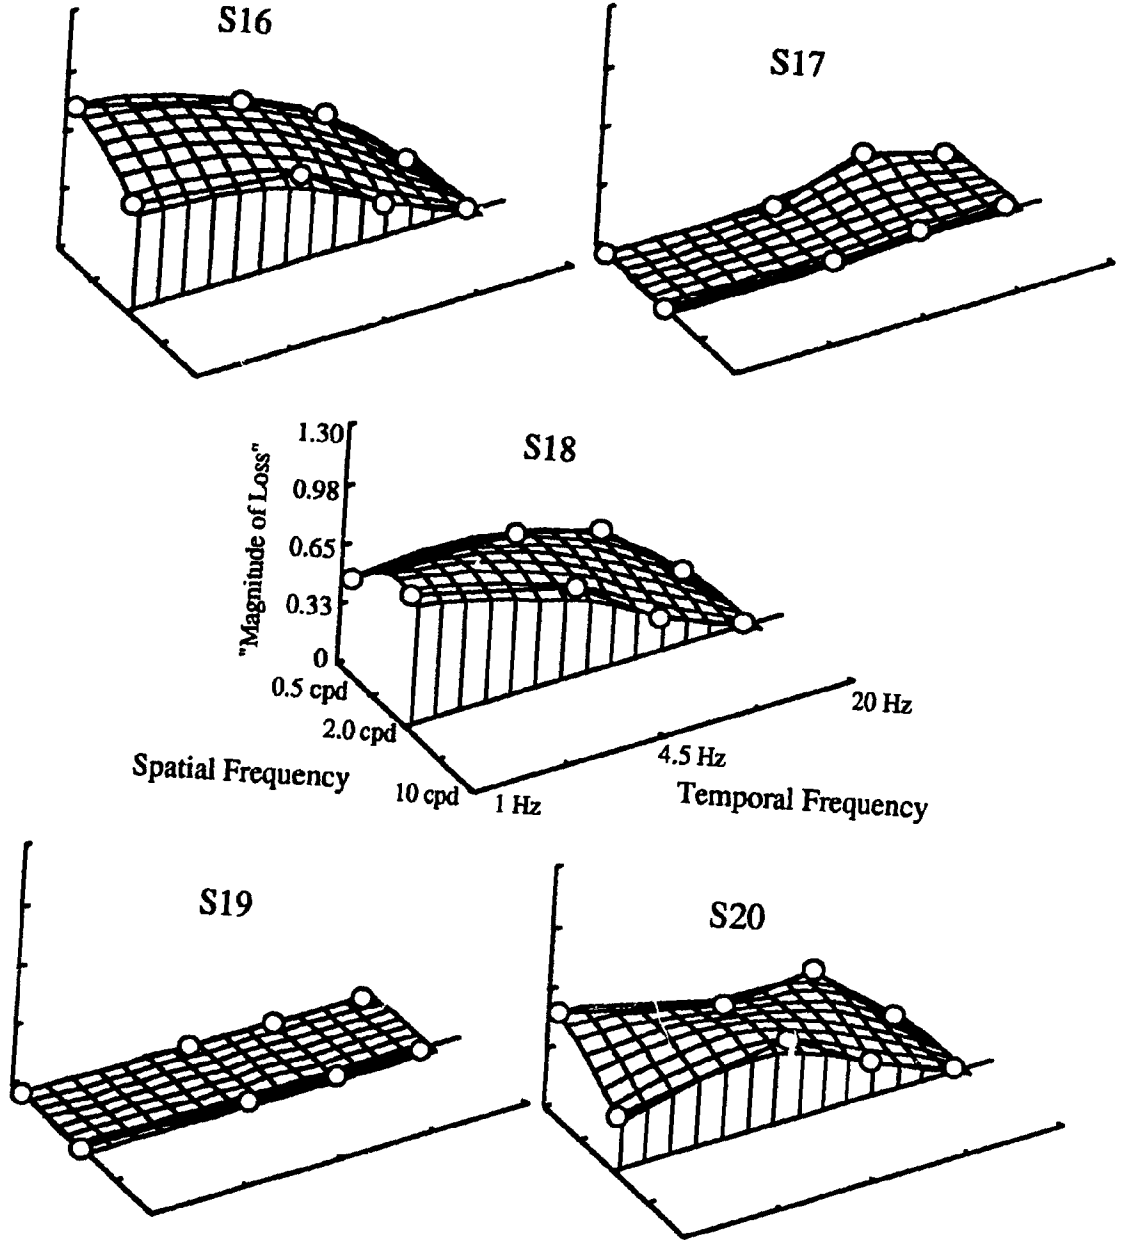 S16
S17
S18
"Magnitude of Loss"
1.30
0.98
0.65
0.33
0
0.5 cpd
2.0 cpd
10 cpd
Spatial Frequency
1 Hz
4.5 Hz
20 Hz
Temporal Frequency
S19
S20